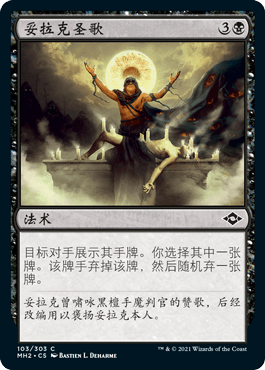 妥拉克圣歌 3
法术
目标对手展示其手牌。你选择其中一张
牌。该牌手弃掉该牌，然后随机弃一张
牌。
妥拉克曾啸咏黑檀手魔判官的赞歌，后经
改编用以褒扬妥拉克本人。
103/303 C
MH2 • CS Bastien L. Deharme
™ & © 2021 Wizards of the Coast